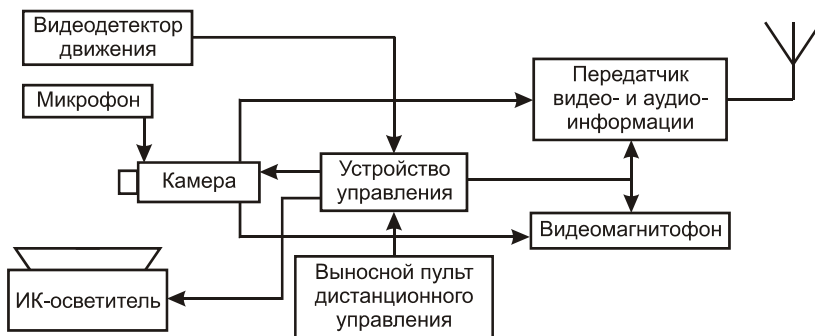 Видеодетектор
движения
Микрофон
Камера
ИК-осветитель
Устройство
управления
Выносной пульт
дистанционного
управления
Передатчик
видео- и аудио-
информации
Видеомагнитофон